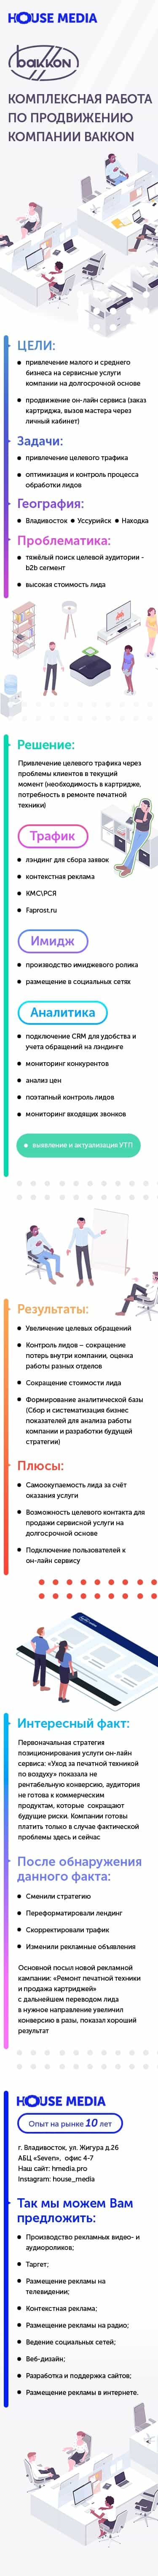 HOUSE MEDIA
bakkon
КОМПЛЕКСНАЯ РАБОТА
ПО ПРОДВИЖЕНИЮ
КОМПАНИИ BAKKON
ЦЕЛИ:
привлечение малого и среднего
бизнеса на сервисные услуги
компании на долгосрочной основе
продвижение он-лайн сервиса (заказ
картриджа, вызов мастера через
личный кабинет)
Задачи:
привлечение целевого трафика
оптимизация и контроль процесса
обработки лидов
География:
Владивосток • Уссурийск • Находка
Проблематика:
тяжёлый поиск целевой аудитории -
b2b сегмент
высокая стоимость лида
Решение:
Привлечение целевого трафика через
проблемы клиентов в текущий
момент (необходимость в картридже,
потребность в ремонте печатной
техники)
Трафик
лэндинг для сбора заявок
контекстная реклама
КМС\РСЯ
Faprost.ru
Имидж
производство имиджевого ролика
размещение в социальных сетях
Аналитика
подключение CRM для удобства и
учета обращений на лэндинге
мониторинг конкурентов
анализ цен
поэтапный контроль лидов
мониторинг входящих звонков
выявление и актуализация УТП
Результаты:
Увеличение целевых обращений
Контроль лидов – сокращение
потерь внутри компании, оценка
работы разных отделов
Сокращение стоимости лида
Формирование аналитической базы
(Сбор и систематизация бизнес
показателей для анализа работы
компании и разработки будущей
стратегии)
Плюсы:
Самоокупаемость лида за счёт
оказания услуги
Возможность целевого контакта для
продажи сервисной услуги на
долгосрочной основе
Подключение пользователей к
он-лайн сервису
Интересный факт:
Первоначальная стратегия
позиционирования услуги он-лайн
сервиса: «Уход за печатной техникой
по воздуху» показала не
рентабельную конверсию, аудитория
не готова к коммерческим
продуктам, которые сокращают
будущие риски. Компании готовы
платить только в случае фактической
проблемы здесь и сейчас
После обнаружения
данного факта:
Сменили стратегию
Переформатировали лендинг
Скорректировали трафик
Изменили рекламные объявления
Основной посыл новой рекламной
кампании: «Ремонт печатной техники
и продажа картриджей»
с дальнейшем переводом лида
в нужное направление увеличил
конверсию в разы, показал хороший
результат
HOUSE MEDIA
Опыт на рынке 10 лет
г. Владивосток, ул. Жигура д.26
АБЦ «Seven», офис 4-7
Наш сайт: hmedia.pro
Instagram: house_media
Так мы можем Вам
предложить:
Производство рекламных видео- и
аудиороликов;
Таргет;
Размещение рекламы на
телевидении;
Контекстная реклама;
Размещение рекламы на радио;
Ведение социальных сетей;
Веб-дизайн;
Разработка и поддержка сайтов;
Размещение рекламы в интернете.